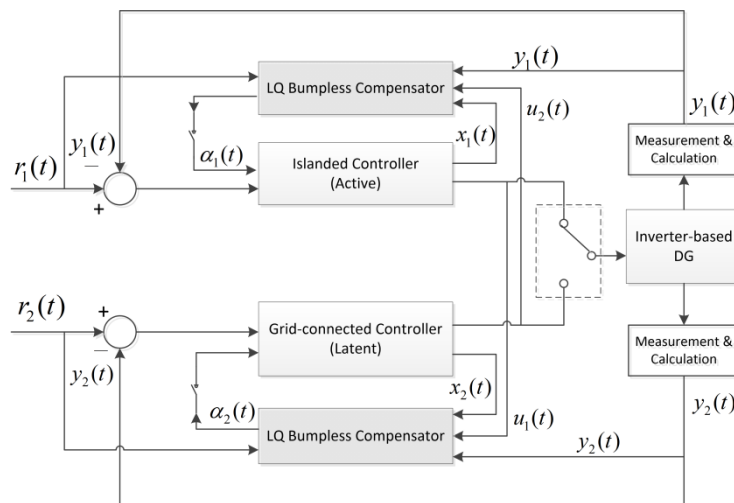 LQ Bumpless Compensator
y₁(t)
y₁(t)
u₂(t)
y₁(t)
x₁(t)
α₁(t)
Measurement &
Calculation
r₁(t)
−
+
Islanded Controller
(Active)
Inverter-based
DG
r₂(t)
+
−
Grid-connected Controller
(Latent)
Measurement &
Calculation
y₂(t)
x₂(t)
α₂(t)
u₁(t)
y₂(t)
LQ Bumpless Compensator
y₂(t)